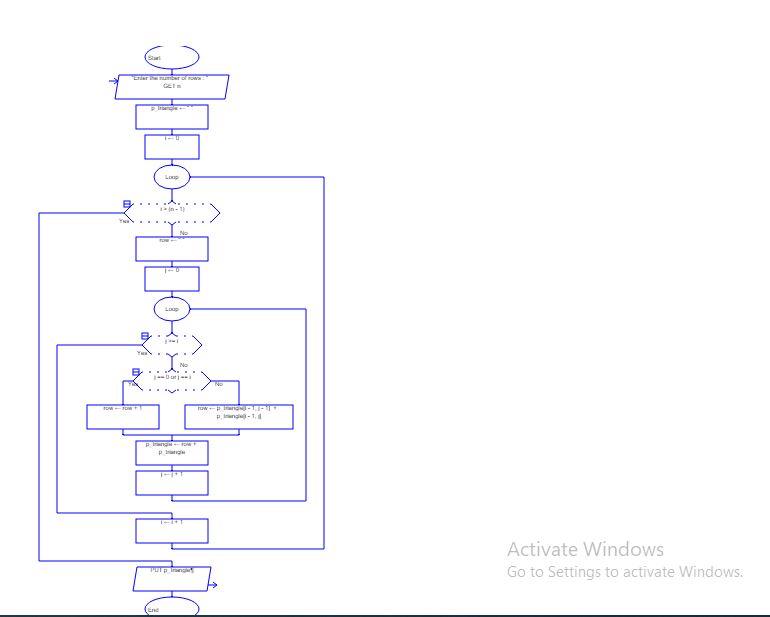 Start
"Enter the number of rows : "
GET n
p_triangle ← " "
i ← 0
Loop
i > (n - 1)
Yes
No
row ← " "
j ← 0
Loop
j >= i
Yes
No
j == 0 or j == i
Yes
No
row ← row + 1
row ← p_triangle[i - 1, j - 1] +
p_triangle[i - 1, j]
p_triangle ← row +
p_triangle
j ← j + 1
i ← i + 1
PUT p_triangle¶
End
Activate Windows
Go to Settings to activate Windows.